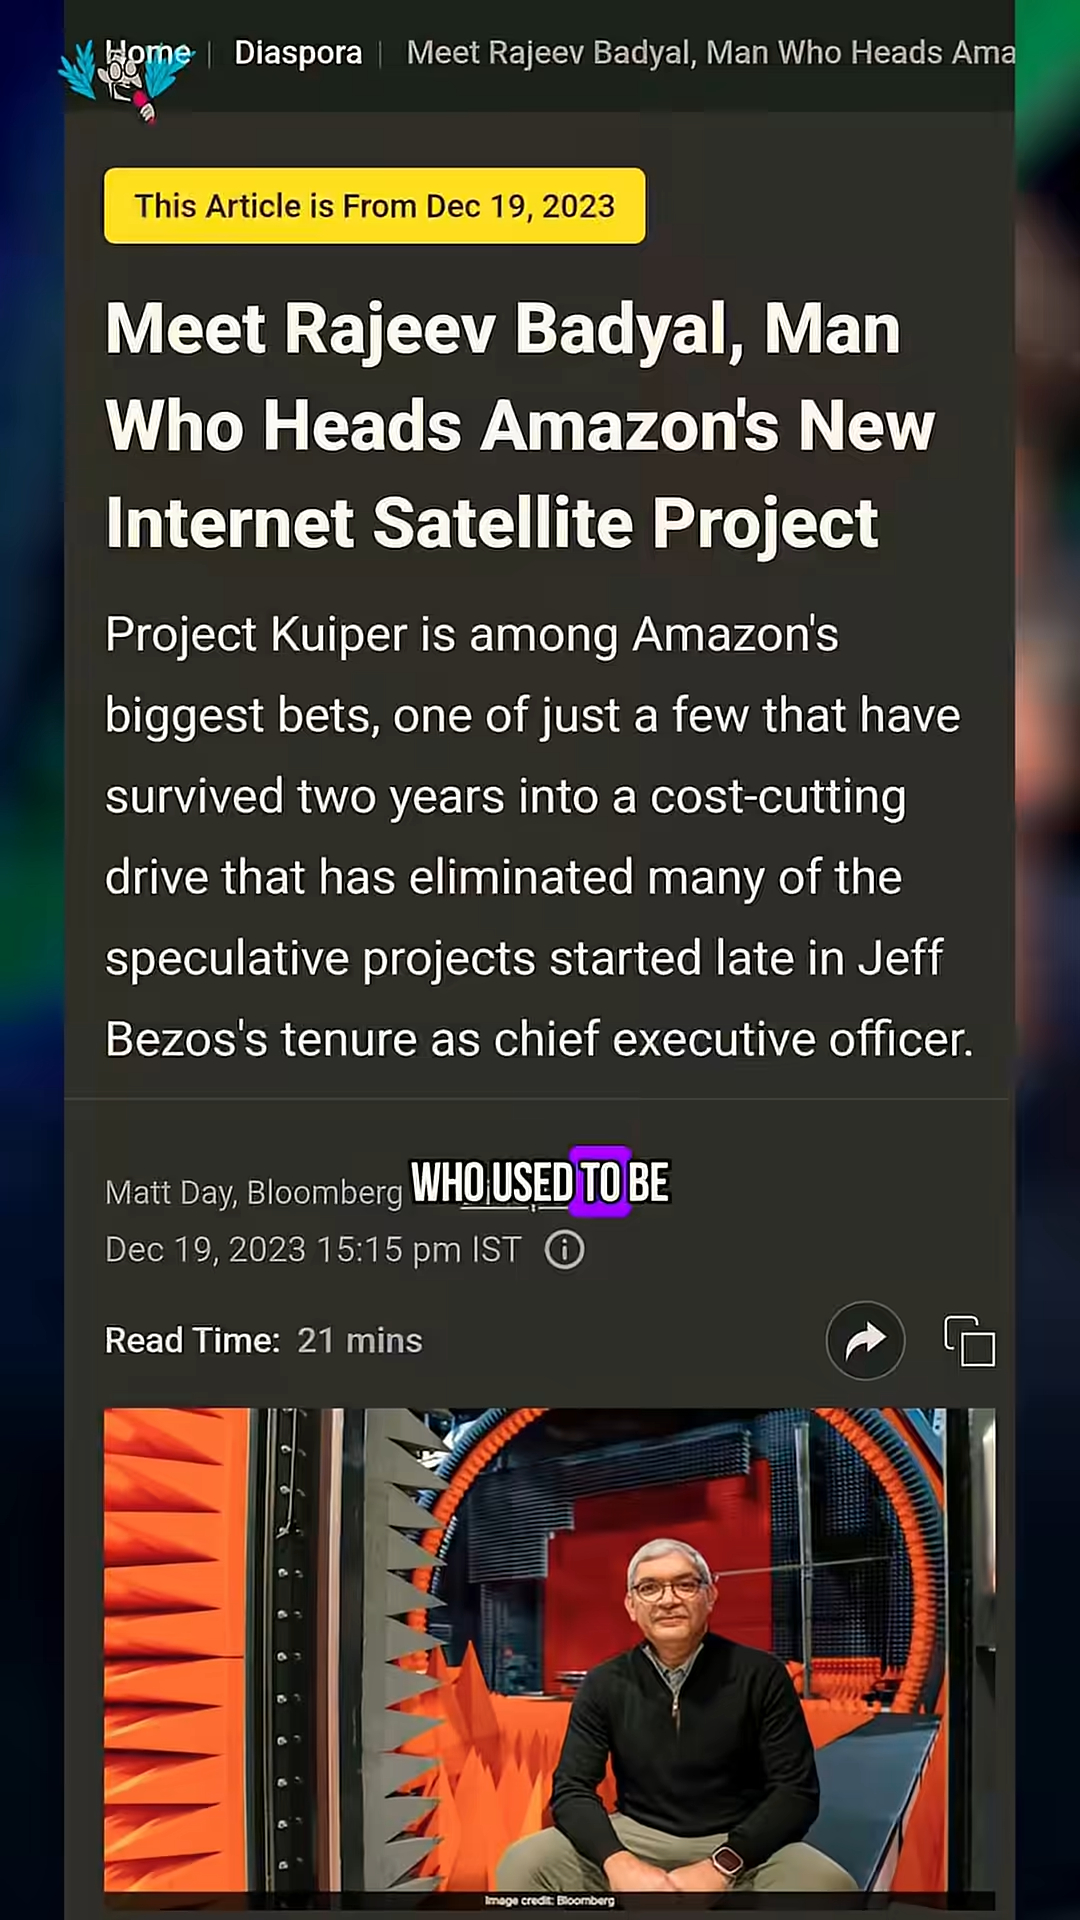 Home | Diaspora | Meet Rajeev Badyal, Man Who Heads Ama
This Article is From Dec 19, 2023
Meet Rajeev Badyal, Man
Who Heads Amazon's New
Internet Satellite Project
Project Kuiper is among Amazon's
biggest bets, one of just a few that have
survived two years into a cost-cutting
drive that has eliminated many of the
speculative projects started late in Jeff
Bezos's tenure as chief executive officer.
Matt Day, Bloomberg
WHO USED TO BE
Dec 19, 2023 15:15 pm IST
Read Time: 21 mins
Image credit: Bloomberg